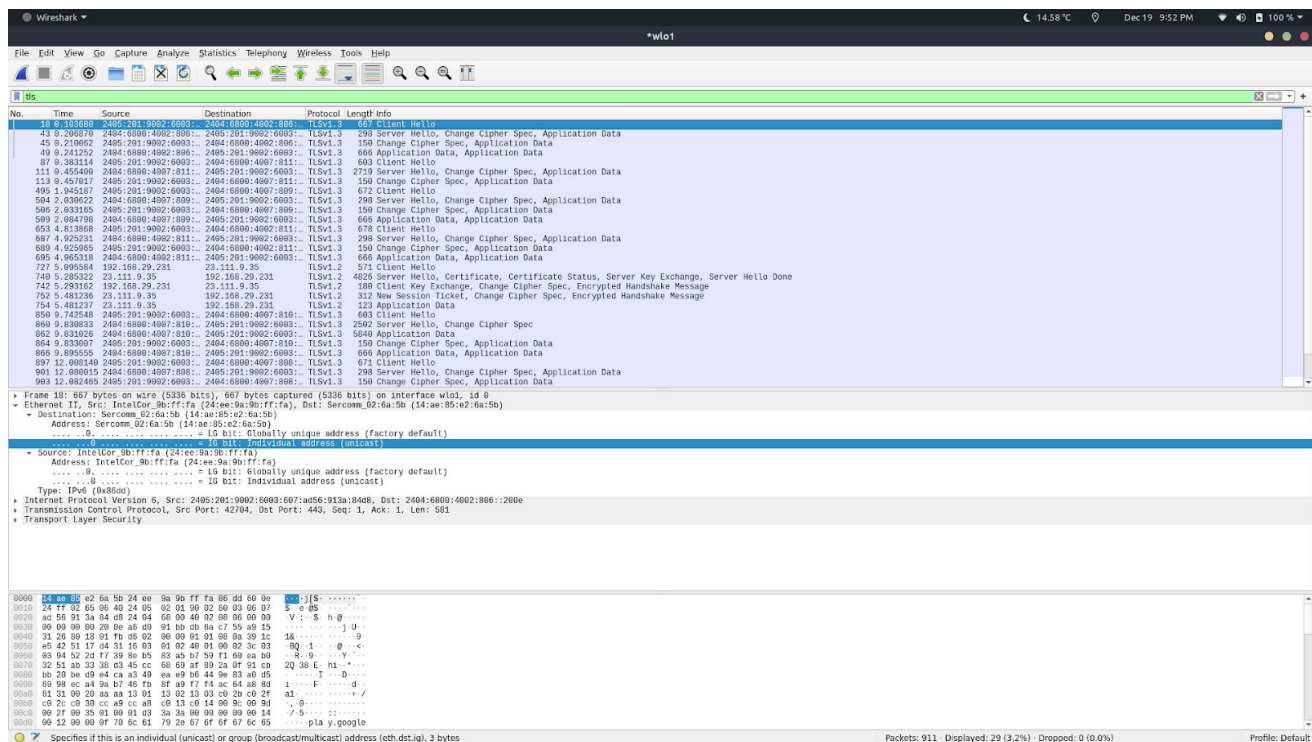 Wireshark
14.58 °C Dec 19 9:52 PM 100 %
*wlo1
File Edit View Go Capture Analyze Statistics Telephony Wireless Tools Help
tls
No. Time Source Destination Protocol Length Info
18 0.103680 2405:201:9002:6003:… 2404:6800:4002:806:… TLSv1.3 667 Client Hello
43 0.206870 2404:6800:4002:806:… 2405:201:9002:6003:… TLSv1.3 298 Server Hello, Change Cipher Spec, Application Data
45 0.210062 2405:201:9002:6003:… 2404:6800:4002:806:… TLSv1.3 150 Change Cipher Spec, Application Data
49 0.241252 2404:6800:4002:806:… 2405:201:9002:6003:… TLSv1.3 666 Application Data, Application Data
87 0.383114 2405:201:9002:6003:… 2404:6800:4007:811:… TLSv1.3 603 Client Hello
111 0.455400 2404:6800:4007:811:… 2405:201:9002:6003:… TLSv1.3 2719 Server Hello, Change Cipher Spec, Application Data
113 0.457017 2405:201:9002:6003:… 2404:6800:4007:811:… TLSv1.3 150 Change Cipher Spec, Application Data
495 1.945187 2405:201:9002:6003:… 2404:6800:4007:809:… TLSv1.3 672 Client Hello
504 2.030622 2404:6800:4007:809:… 2405:201:9002:6003:… TLSv1.3 298 Server Hello, Change Cipher Spec, Application Data
506 2.033165 2405:201:9002:6003:… 2404:6800:4007:809:… TLSv1.3 150 Change Cipher Spec, Application Data
509 2.084798 2404:6800:4007:809:… 2405:201:9002:6003:… TLSv1.3 666 Application Data, Application Data
653 4.813868 2405:201:9002:6003:… 2404:6800:4002:811:… TLSv1.3 678 Client Hello
687 4.925231 2404:6800:4002:811:… 2405:201:9002:6003:… TLSv1.3 298 Server Hello, Change Cipher Spec, Application Data
689 4.925965 2405:201:9002:6003:… 2404:6800:4002:811:… TLSv1.3 150 Change Cipher Spec, Application Data
695 4.965318 2404:6800:4002:811:… 2405:201:9002:6003:… TLSv1.3 666 Application Data, Application Data
727 5.095584 192.168.29.231 23.111.9.35 TLSv1.2 571 Client Hello
740 5.285322 23.111.9.35 192.168.29.231 TLSv1.2 4826 Server Hello, Certificate, Certificate Status, Server Key Exchange, Server Hello Done
742 5.293162 192.168.29.231 23.111.9.35 TLSv1.2 180 Client Key Exchange, Change Cipher Spec, Encrypted Handshake Message
752 5.481236 23.111.9.35 192.168.29.231 TLSv1.2 312 New Session Ticket, Change Cipher Spec, Encrypted Handshake Message
754 5.481237 23.111.9.35 192.168.29.231 TLSv1.2 123 Application Data
850 9.742548 2405:201:9002:6003:… 2404:6800:4007:810:… TLSv1.3 603 Client Hello
860 9.830833 2404:6800:4007:810:… 2405:201:9002:6003:… TLSv1.3 2502 Server Hello, Change Cipher Spec
862 9.831026 2404:6800:4007:810:… 2405:201:9002:6003:… TLSv1.3 5840 Application Data
864 9.833007 2405:201:9002:6003:… 2404:6800:4007:810:… TLSv1.3 150 Change Cipher Spec, Application Data
866 9.895555 2404:6800:4007:810:… 2405:201:9002:6003:… TLSv1.3 666 Application Data, Application Data
897 12.008140 2405:201:9002:6003:… 2404:6800:4007:808:… TLSv1.3 671 Client Hello
901 12.080015 2404:6800:4007:808:… 2405:201:9002:6003:… TLSv1.3 298 Server Hello, Change Cipher Spec, Application Data
903 12.082465 2405:201:9002:6003:… 2404:6800:4007:808:… TLSv1.3 150 Change Cipher Spec, Application Data
Frame 18: 667 bytes on wire (5336 bits), 667 bytes captured (5336 bits) on interface wlo1, id 0
Ethernet II, Src: IntelCor_9b:ff:fa (24:ee:9a:9b:ff:fa), Dst: Sercomm_02:6a:5b (14:ae:85:e2:6a:5b)
Destination: Sercomm_02:6a:5b (14:ae:85:e2:6a:5b)
Address: Sercomm_02:6a:5b (14:ae:85:e2:6a:5b)
.... ..0. .... .... .... .... = LG bit: Globally unique address (factory default)
.... ...0 .... .... .... .... = IG bit: Individual address (unicast)
Source: IntelCor_9b:ff:fa (24:ee:9a:9b:ff:fa)
Address: IntelCor_9b:ff:fa (24:ee:9a:9b:ff:fa)
.... ..0. .... .... .... .... = LG bit: Globally unique address (factory default)
.... ...0 .... .... .... .... = IG bit: Individual address (unicast)
Type: IPv6 (0x86dd)
Internet Protocol Version 6, Src: 2405:201:9002:6003:607:ad56:913a:84d8, Dst: 2404:6800:4002:806::200e
Transmission Control Protocol, Src Port: 42704, Dst Port: 443, Seq: 1, Ack: 1, Len: 581
Transport Layer Security
0000 14 ae 85 e2 6a 5b 24 ee 9a 9b ff fa 86 dd 60 0e
0010 24 ff 02 65 06 40 24 05 02 01 90 02 60 03 06 07
0020 ad 56 91 3a 84 d8 24 04 68 00 40 02 08 06 00 00
0030 00 00 00 00 20 0e a6 d0 01 bb db 6a c7 55 a9 15
0040 31 26 80 18 01 fb d6 02 00 00 01 01 08 0a 39 1c
0050 e5 42 51 17 d4 31 16 03 01 02 40 01 00 02 3c 03
0060 03 94 52 2d f7 39 8e b5 83 a5 b7 59 f1 60 ea b0
0070 32 51 ab 33 38 d3 45 cc 68 69 af 89 2a 0f 91 cb
0080 bb 20 be d9 e4 ca a3 49 ea e9 b6 44 9e 83 a0 d5
0090 69 98 ec a4 9a b7 46 fb 8f a9 f7 f4 ac 64 a8 8d
00a0 61 31 00 20 aa aa 13 01 13 02 13 03 c0 2b c0 2f
00b0 c0 2c c0 30 cc a9 cc a8 c0 13 c0 14 00 9c 00 9d
00c0 00 2f 00 35 01 00 01 d3 3a 3a 00 00 00 00 00 14
00d0 00 12 00 00 0f 70 6c 61 79 2e 67 6f 6f 67 6c 65 ·····pla y.google
Specifies if this is an individual (unicast) or group (broadcast/multicast) address (eth.dst.ig), 3 bytes Packets: 911 · Displayed: 29 (3.2%) · Dropped: 0 (0.0%) Profile: Default